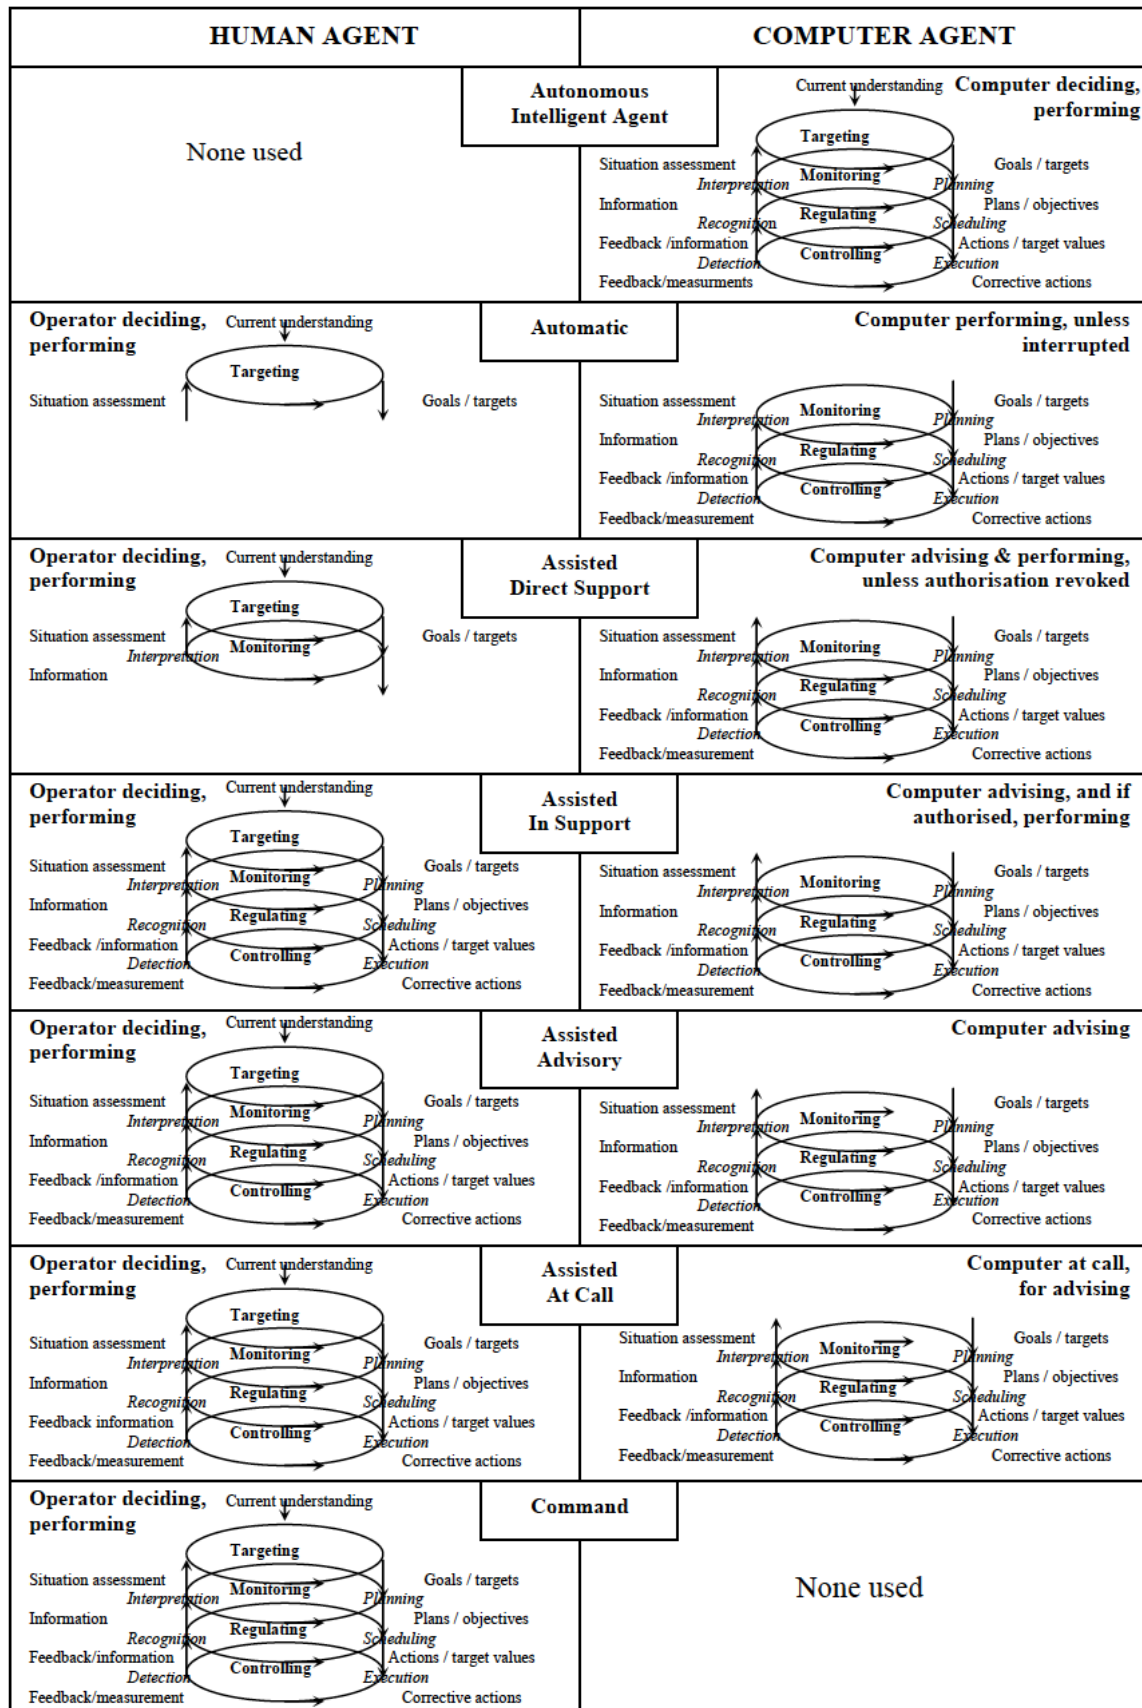 HUMAN AGENT
COMPUTER AGENT
Autonomous
Intelligent Agent
None used
Current understanding
Computer deciding,
performing
Targeting
Situation assessment
Goals / targets
Monitoring
Interpretation
Planning
Information
Plans / objectives
Regulating
Recognition
Scheduling
Feedback /information
Actions / target values
Controlling
Detection
Execution
Feedback/measurments
Corrective actions
Automatic
Operator deciding,
performing
Current understanding
Targeting
Situation assessment
Goals / targets
Computer performing, unless
interrupted
Situation assessment
Goals / targets
Monitoring
Interpretation
Planning
Information
Plans / objectives
Regulating
Recognition
Scheduling
Feedback /information
Actions / target values
Controlling
Detection
Execution
Feedback/measurement
Corrective actions
Assisted
Direct Support
Operator deciding,
performing
Current understanding
Targeting
Situation assessment
Goals / targets
Monitoring
Interpretation
Information
Computer advising & performing,
unless authorisation revoked
Situation assessment
Goals / targets
Monitoring
Interpretation
Planning
Information
Plans / objectives
Regulating
Recognition
Scheduling
Feedback /information
Actions / target values
Controlling
Detection
Execution
Feedback/measurement
Corrective actions
Assisted
In Support
Operator deciding,
performing
Current understanding
Targeting
Situation assessment
Goals / targets
Monitoring
Interpretation
Planning
Information
Plans / objectives
Regulating
Recognition
Scheduling
Feedback /information
Actions / target values
Controlling
Detection
Execution
Feedback/measurement
Corrective actions
Computer advising, and if
authorised, performing
Situation assessment
Goals / targets
Monitoring
Interpretation
Planning
Information
Plans / objectives
Regulating
Recognition
Scheduling
Feedback /information
Actions / target values
Controlling
Detection
Execution
Feedback/measurement
Corrective actions
Assisted
Advisory
Operator deciding,
performing
Current understanding
Targeting
Situation assessment
Goals / targets
Monitoring
Interpretation
Planning
Information
Plans / objectives
Regulating
Recognition
Scheduling
Feedback /information
Actions / target values
Controlling
Detection
Execution
Feedback/measurement
Corrective actions
Computer advising
Situation assessment
Goals / targets
Monitoring
Interpretation
Planning
Information
Plans / objectives
Regulating
Recognition
Scheduling
Feedback /information
Actions / target values
Controlling
Detection
Execution
Feedback/measurement
Corrective actions
Assisted
At Call
Operator deciding,
performing
Current understanding
Targeting
Situation assessment
Goals / targets
Monitoring
Interpretation
Planning
Information
Plans / objectives
Regulating
Recognition
Scheduling
Feedback information
Actions / target values
Controlling
Detection
Execution
Feedback/measurement
Corrective actions
Computer at call,
for advising
Situation assessment
Goals / targets
Monitoring
Interpretation
Planning
Information
Plans / objectives
Regulating
Recognition
Scheduling
Feedback /information
Actions / target values
Controlling
Detection
Execution
Feedback/measurement
Corrective actions
Command
Operator deciding,
performing
Current understanding
Targeting
Situation assessment
Goals / targets
Monitoring
Interpretation
Planning
Information
Plans / objectives
Regulating
Recognition
Scheduling
Feedback/information
Actions / target values
Controlling
Detection
Execution
Feedback/measurement
Corrective actions
None used